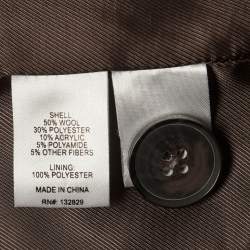 SHELL
50% WOOL
30% POLYESTER
10% ACRYLIC
5% POLYAMIDE
5% OTHER FIBERS
LINING:
100% POLYESTER
MADE IN CHINA
RN#: 132829